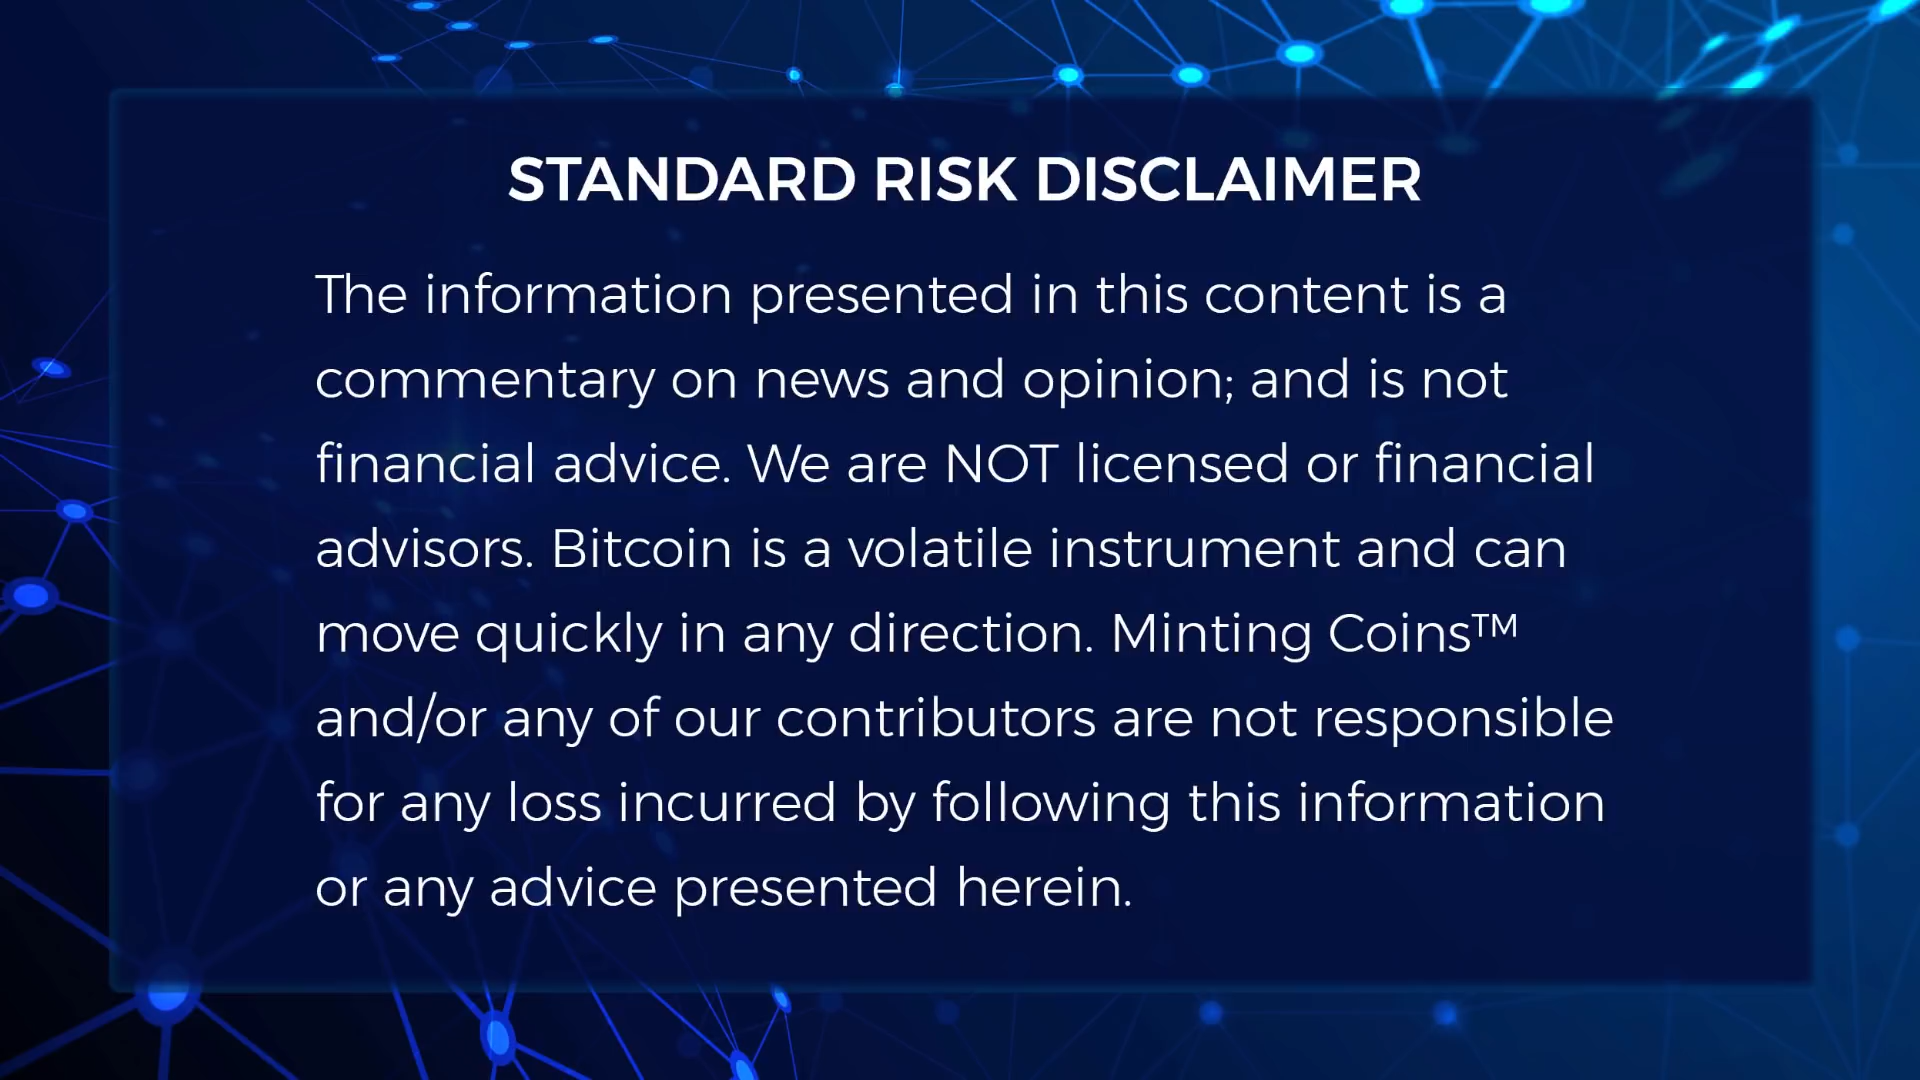 STANDARD RISK DISCLAIMER
The information presented in this content is a
commentary on news and opinion; and is not
financial advice. We are NOT licensed or financial
advisors. Bitcoin is a volatile instrument and can
move quickly in any direction. Minting Coins™
and/or any of our contributors are not responsible
for any loss incurred by following this information
or any advice presented herein.